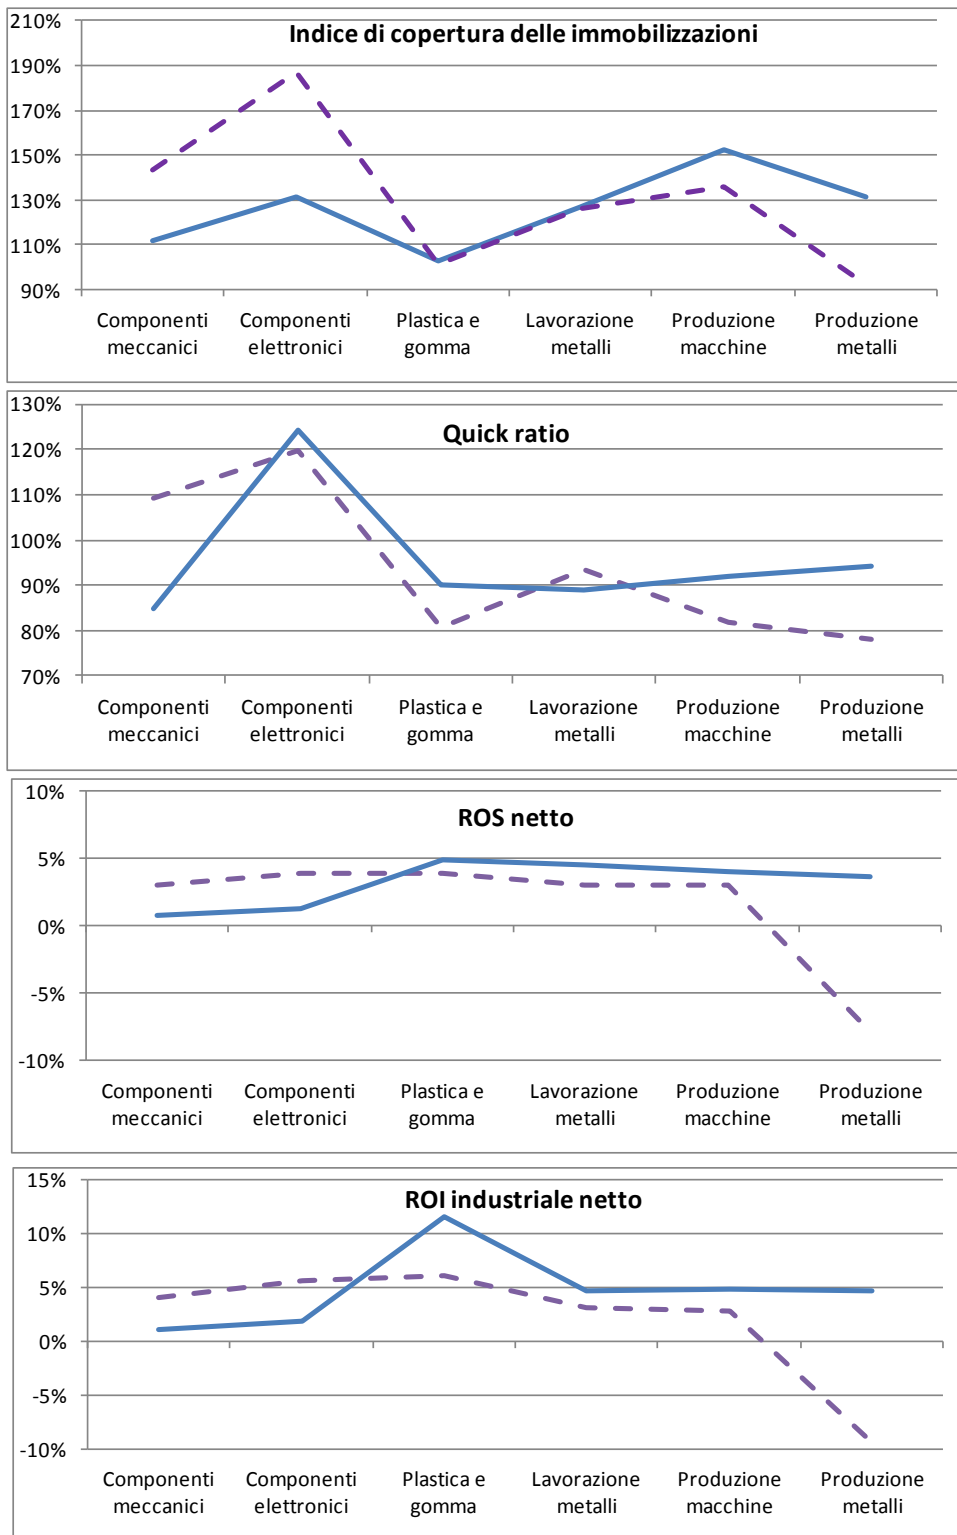 Indice di copertura delle immobilizzazioni
210%
190%
170%
150%
130%
110%
90%
Componenti meccanici
Componenti elettronici
Plastica e gomma
Lavorazione metalli
Produzione macchine
Produzione metalli
Quick ratio
130%
120%
110%
100%
90%
80%
70%
Componenti meccanici
Componenti elettronici
Plastica e gomma
Lavorazione metalli
Produzione macchine
Produzione metalli
ROS netto
10%
5%
0%
-5%
-10%
Componenti meccanici
Componenti elettronici
Plastica e gomma
Lavorazione metalli
Produzione macchine
Produzione metalli
ROI industriale netto
15%
10%
5%
0%
-5%
-10%
Componenti meccanici
Componenti elettronici
Plastica e gomma
Lavorazione metalli
Produzione macchine
Produzione metalli